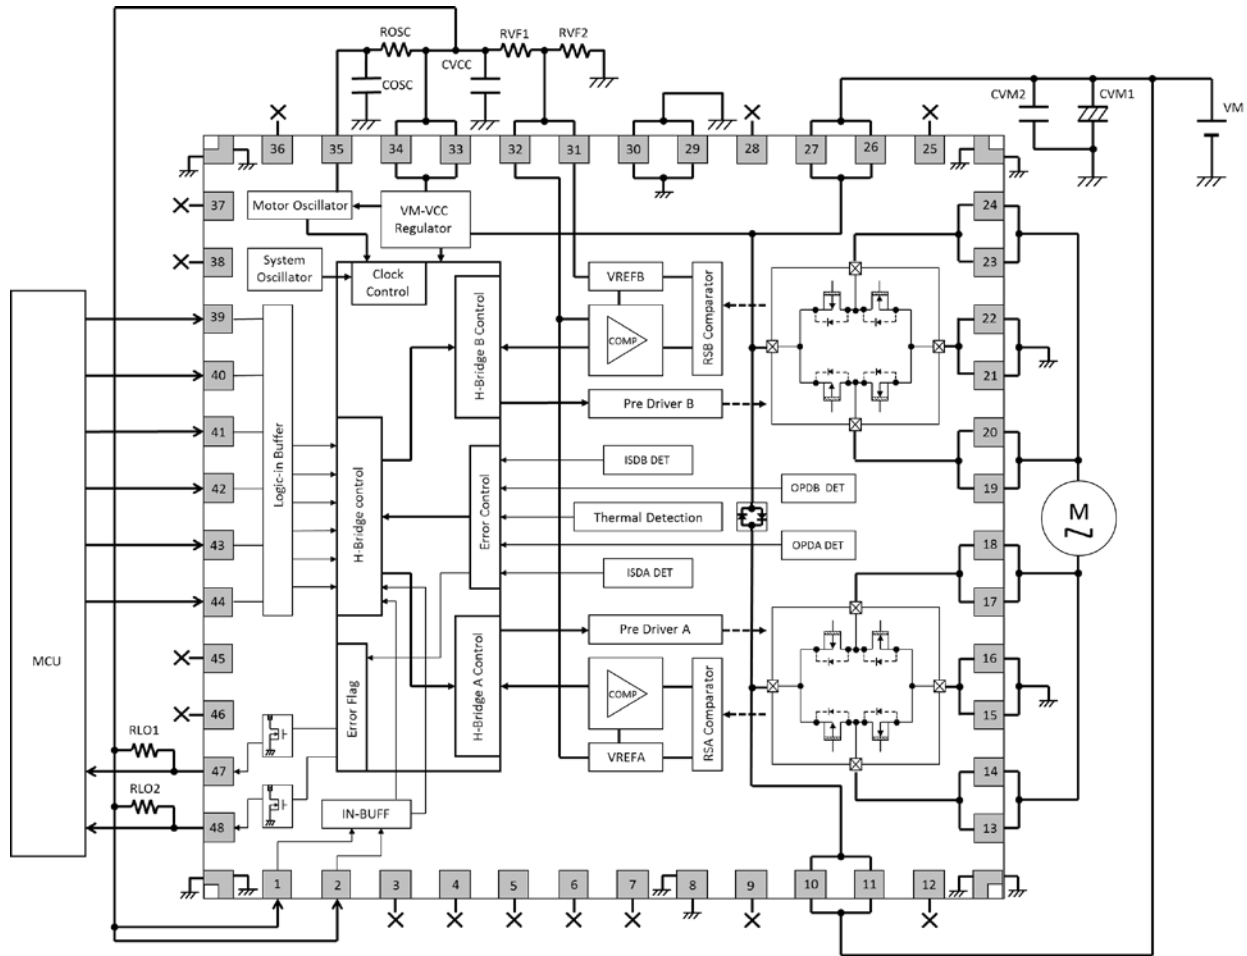 ROSC
RVF1
RVF2
CVCC
COSC
CVM2
CVM1
VM
36
35
34
33
32
31
30
29
28
27
26
25
37
Motor Oscillator
VM-VCC
Regulator
24
38
System
Oscillator
Clock
Control
VREFB
23
39
H-Bridge B Control
COMP
RSB Comparator
22
40
21
41
Logic-in Buffer
Pre Driver B
20
42
H-Bridge control
Error Control
ISDB DET
OPDB DET
19
43
Thermal Detection
M
OPDA DET
18
44
ISDA DET
17
MCU
45
Pre Driver A
16
46
Error Flag
H-Bridge A Control
COMP
RSA Comparator
15
RLO1
47
VREFA
14
RLO2
48
IN-BUFF
13
1
2
3
4
5
6
7
8
9
10
11
12